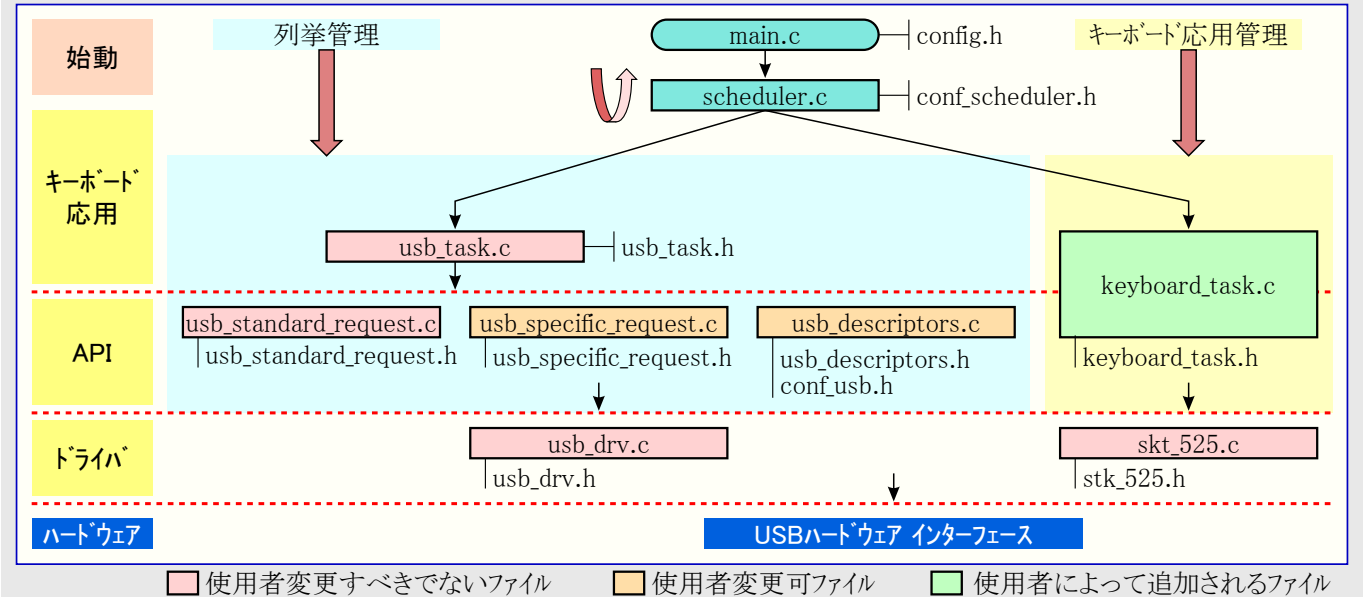 列挙管理
main.c
config.h
キーボード応用管理
始動
scheduler.c
conf_scheduler.h
キーボード
応用
usb_task.c
usb_task.h
keyboard_task.c
API
usb_standard_request.c
usb_specific_request.c
usb_descriptors.c
usb_standard_request.h
usb_specific_request.h
usb_descriptors.h
conf_usb.h
keyboard_task.h
ドライバ
usb_drv.c
skt_525.c
usb_drv.h
stk_525.h
ハードウェア
USBハードウェア インターフェース
使用者変更すべきでないファイル
使用者変更可ファイル
使用者によって追加されるファイル